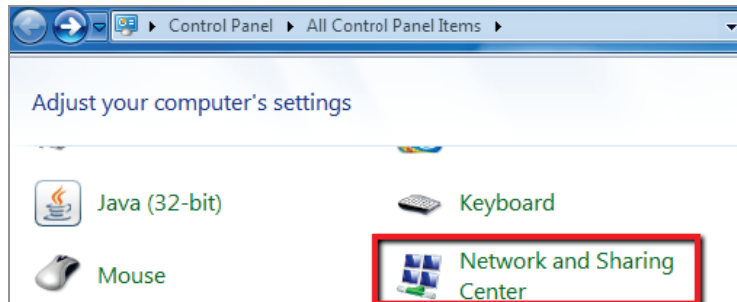 Control Panel All Control Panel Items
Adjust your computer's settings
Java (32-bit)
Keyboard
Mouse
Network and Sharing
Center